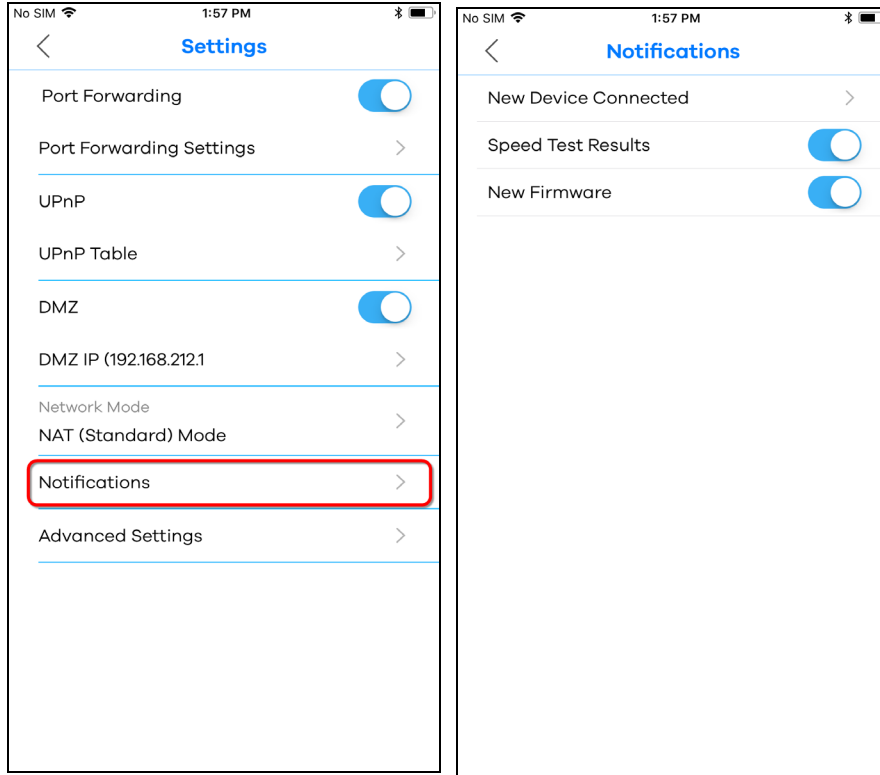 No SIM 1:57 PM
Settings
Port Forwarding
Port Forwarding Settings
UPnP
UPnP Table
DMZ
DMZ IP (192.168.212.1
Network Mode
NAT (Standard) Mode
Notifications
Advanced Settings
No SIM 1:57 PM
Notifications
New Device Connected
Speed Test Results
New Firmware